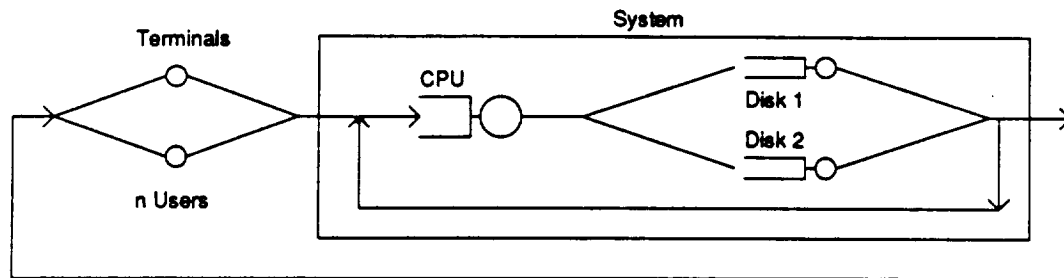 System
Terminals
CPU
Disk 1
Disk 2
n Users